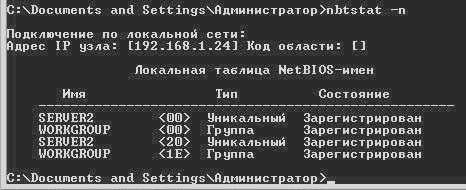 C:\Documents and Settings\Администратор>nbtstat -n
Подключение по локальной сети:
Адрес IP узла: [192.168.1.24] Код области: []
Локальная таблица NetBIOS-имен
Имя Тип Состояние
---------------------------------------------
SERVER2 <00> Уникальный Зарегистрирован
WORKGROUP <00> Группа Зарегистрирован
SERVER2 <20> Уникальный Зарегистрирован
WORKGROUP <1E> Группа Зарегистрирован
C:\Documents and Settings\Администратор>_